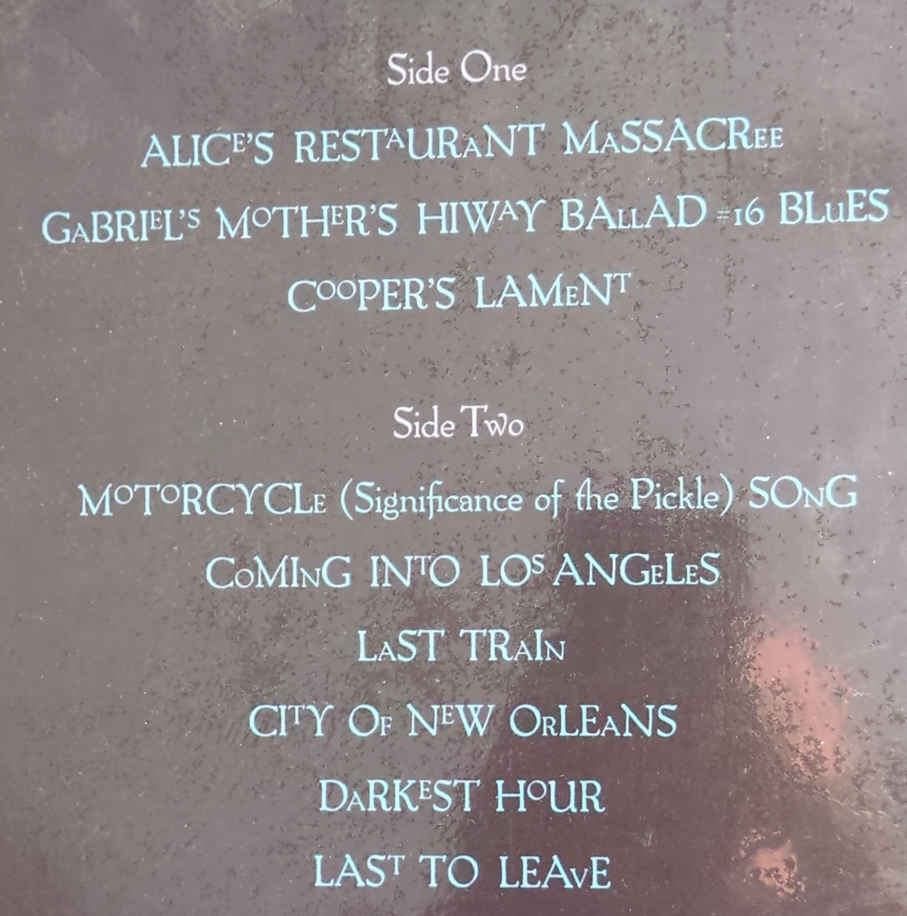 Side One
ALICE'S RESTAURANT MASSACREE
GABRIEL'S MOTHER'S HIWAY BALLAD #16 BLUES
COOPER'S LAMENT
Side Two
MOTORCYCLE (Significance of the Pickle) SONG
COMING INTO LOS ANGELES
LAST TRAIN
CITY OF NEW ORLEANS
DARKEST HOUR
LAST TO LEAVE